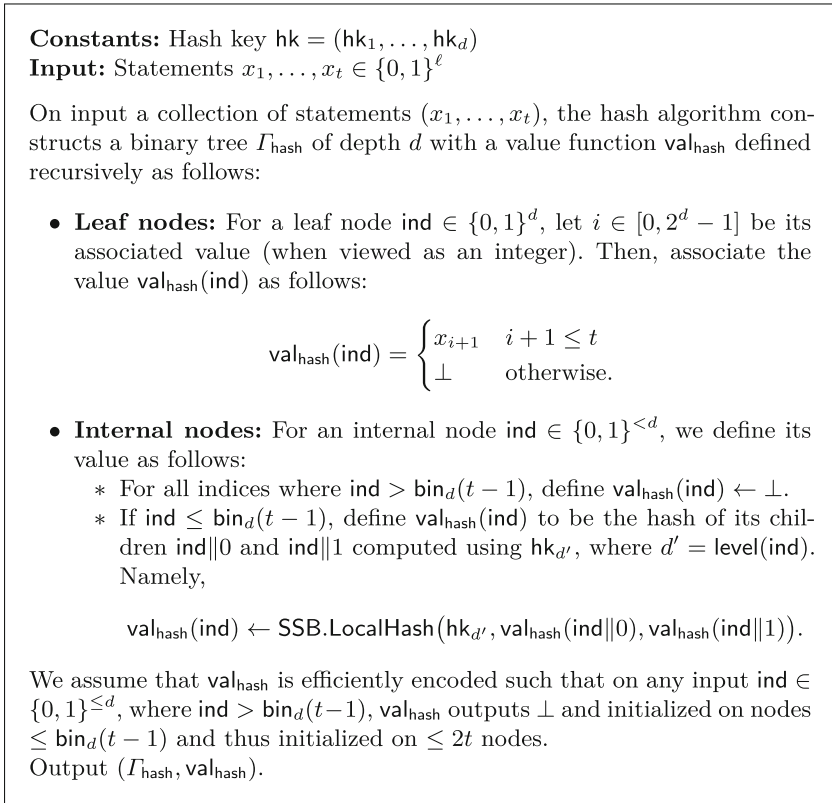 Constants: Hash key hk = (hk₁, . . . , hk_d)
Input: Statements x₁, . . . , x_t ∈ {0, 1}^ℓ
On input a collection of statements (x₁, . . . , x_t), the hash algorithm con-
structs a binary tree Γ_hash of depth d with a value function val_hash defined
recursively as follows:
• Leaf nodes: For a leaf node ind ∈ {0, 1}^d, let i ∈ [0, 2^d − 1] be its
associated value (when viewed as an integer). Then, associate the
value val_hash(ind) as follows:
val_hash(ind) = { x_{i+1} i + 1 ≤ t
⊥ otherwise.
• Internal nodes: For an internal node ind ∈ {0, 1}^{<d}, we define its
value as follows:
∗ For all indices where ind > bin_d(t − 1), define val_hash(ind) ← ⊥.
∗ If ind ≤ bin_d(t − 1), define val_hash(ind) to be the hash of its chil-
dren ind‖0 and ind‖1 computed using hk_{d′}, where d′ = level(ind).
Namely,
val_hash(ind) ← SSB.LocalHash(hk_{d′}, val_hash(ind‖0), val_hash(ind‖1)).
We assume that val_hash is efficiently encoded such that on any input ind ∈
{0, 1}^{≤d}, where ind > bin_d(t−1), val_hash outputs ⊥ and initialized on nodes
≤ bin_d(t − 1) and thus initialized on ≤ 2t nodes.
Output (Γ_hash, val_hash).